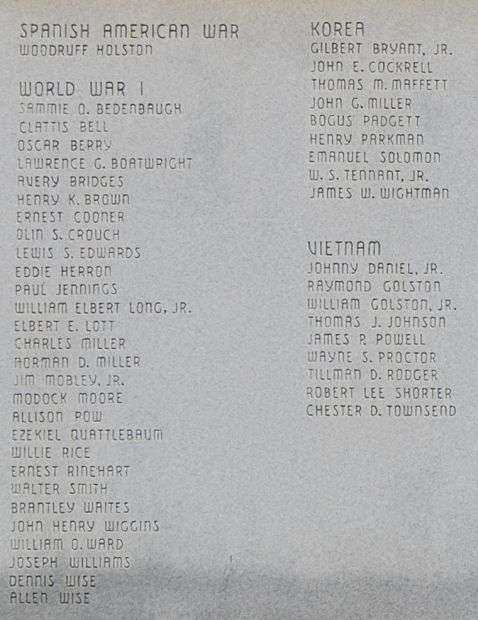 SPANISH AMERICAN WAR
WOODRUFF HOLSTON
WORLD WAR I
SAMMIE O. BEDENBAUGH
CLATTIS BELL
OSCAR BERRY
LAWRENCE G. BOATWRIGHT
AVERY BRIDGES
HENRY K. BROWN
ERNEST COONER
OLIN S. CROUCH
LEWIS S. EDWARDS
EDDIE HERRON
PAUL JENNINGS
WILLIAM ELBERT LONG, JR.
ELBERT E. LOTT
CHARLES MILLER
NORMAN D. MILLER
JIM MOBLEY, JR.
MODOCK MOORE
ALLISON POW
EZEKIEL QUATTLEBAUM
WILLIE RICE
ERNEST RINEHART
WALTER SMITH
BRANTLEY WAITES
JOHN HENRY WIGGINS
WILLIAM O. WARD
JOSEPH WILLIAMS
DENNIS WISE
ALLEN WISE
KOREA
GILBERT BRYANT, JR.
JOHN E. COCKRELL
THOMAS M. MAFFETT
JOHN G. MILLER
BOGUS PADGETT
HENRY PARKMAN
EMANUEL SOLOMON
W. S. TENNANT, JR.
JAMES W. WIGHTMAN
VIETNAM
JOHNNY DANIEL, JR.
RAYMOND GOLSTON
WILLIAM GOLSTON, JR.
THOMAS J. JOHNSON
JAMES P. POWELL
WAYNE S. PROCTOR
TILLMAN D. RODGER
ROBERT LEE SHORTER
CHESTER D. TOWNSEND